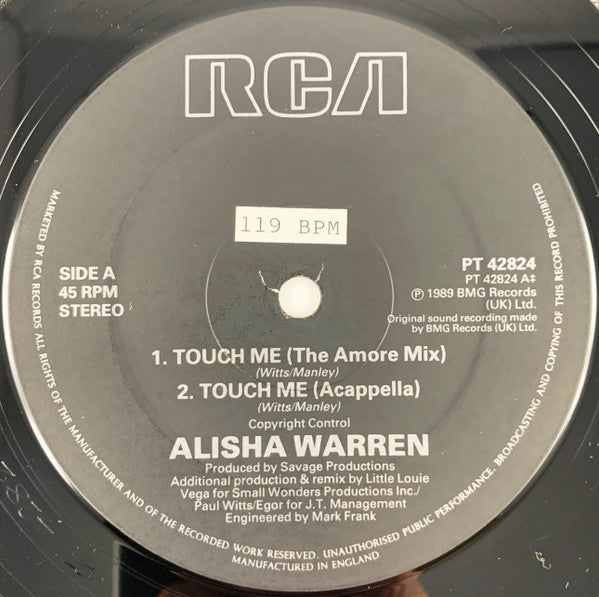 RCA
119 BPM
SIDE A
45 RPM
STEREO
PT 42824
PT 42824 A‡
℗ 1989 BMG Records
(UK) Ltd.
Original sound recording made
by BMG Records (UK) Ltd.
1. TOUCH ME (The Amore Mix)
(Witts/Manley)
2. TOUCH ME (Acappella)
(Witts/Manley)
Copyright Control
ALISHA WARREN
Produced by Savage Productions
Additional production & remix by Little Louie
Vega for Small Wonders Productions Inc./
Paul Witts/Egor for J.T. Management
Engineered by Mark Frank
MARKETED BY RCA RECORDS ALL RIGHTS OF THE MANUFACTURER AND OF THE RECORDED WORK RESERVED. UNAUTHORISED PUBLIC PERFORMANCE, BROADCASTING AND COPYING OF THIS RECORD PROHIBITED
MANUFACTURED IN ENGLAND